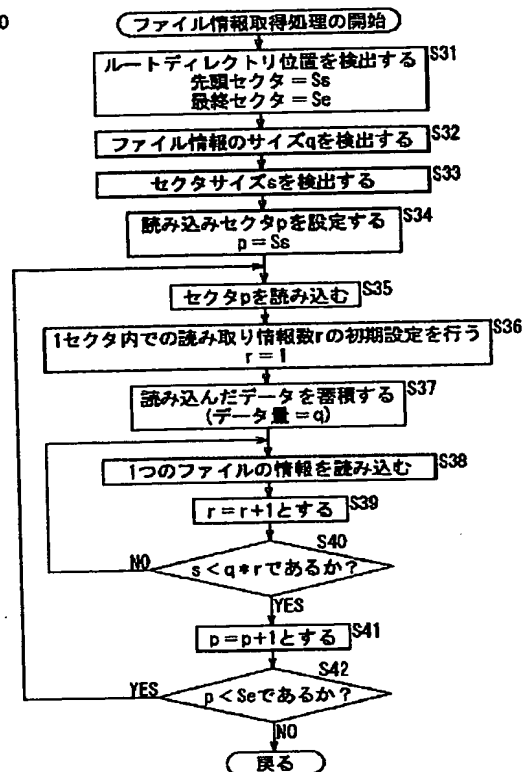 0
ファイル情報取得処理の開始
S31
ルートディレクトリ位置を検出する
先頭セクタ＝Ss
最終セクタ＝Se
S32
ファイル情報のサイズqを検出する
S33
セクタサイズsを検出する
S34
読み込みセクタpを設定する
p＝Ss
S35
セクタpを読み込む
S36
1セクタ内での読み取り情報数rの初期設定を行う
r＝1
S37
読み込んだデータを蓄積する
(データ量＝q)
S38
1つのファイルの情報を読み込む
S39
r＝r+1とする
S40
NO
s＜q*rであるか？
YES
S41
p＝p+1とする
S42
YES
p＜Seであるか？
NO
戻る